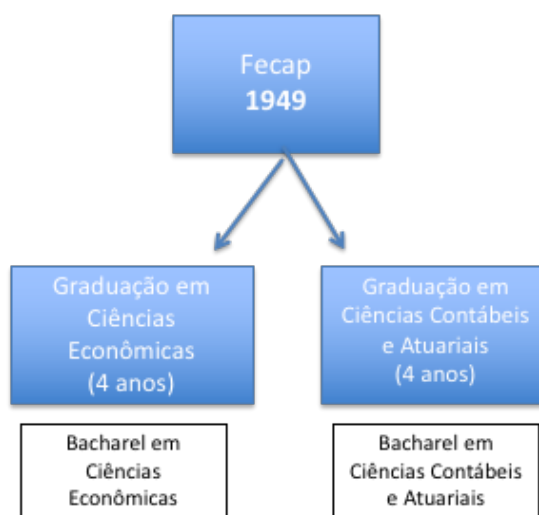 Fecap
1949
Graduação em
Ciências
Econômicas
(4 anos)
Graduação em
Ciências Contábeis
e Atuariais
(4 anos)
Bacharel em
Ciências
Econômicas
Bacharel em
Ciências Contábeis
e Atuariais